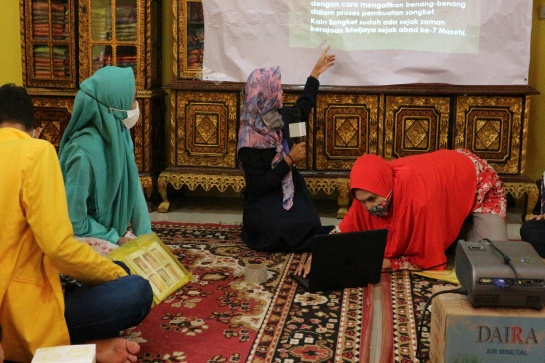 dengan cara mengaitkan benang-benang
dalam proses pembuatan songket.
Kain Songket sudah ada sejak zaman
kerajaan Sriwijaya sejak abad ke-7 Masehi.
DAIRA
AIR MINERAL